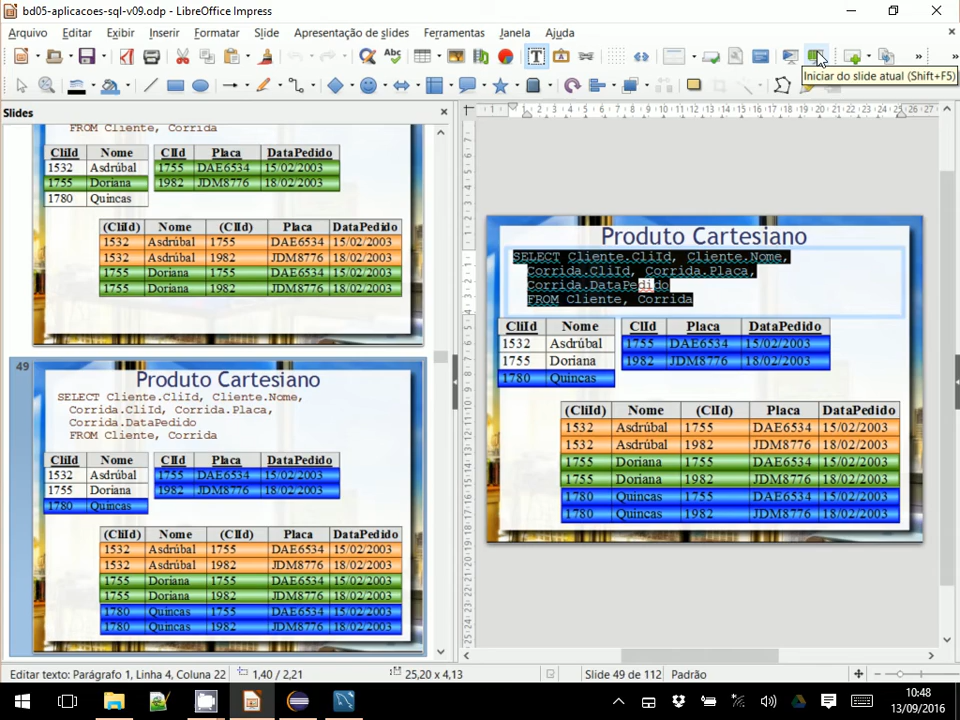 bd05-aplicacoes-sql-v09.odp - LibreOffice Impress
Arquivo Editar Exibir Inserir Formatar Slide Apresentação de slides Ferramentas Janela Ajuda
Iniciar do slide atual (Shift+F5)
Slides
FROM Cliente, Corrida
CliId Nome CliId Placa DataPedido
1532 Asdrúbal 1755 DAE6534 15/02/2003
1755 Doriana 1982 JDM8776 18/02/2003
1780 Quincas
(CliId) Nome (CliId) Placa DataPedido
1532 Asdrúbal 1755 DAE6534 15/02/2003
1532 Asdrúbal 1982 JDM8776 18/02/2003
1755 Doriana 1755 DAE6534 15/02/2003
1755 Doriana 1982 JDM8776 18/02/2003
49
Produto Cartesiano
SELECT Cliente.CliId, Cliente.Nome,
Corrida.CliId, Corrida.Placa,
Corrida.DataPedido
FROM Cliente, Corrida
CliId Nome CliId Placa DataPedido
1532 Asdrúbal 1755 DAE6534 15/02/2003
1755 Doriana 1982 JDM8776 18/02/2003
1780 Quincas
(CliId) Nome (CliId) Placa DataPedido
1532 Asdrúbal 1755 DAE6534 15/02/2003
1532 Asdrúbal 1982 JDM8776 18/02/2003
1755 Doriana 1755 DAE6534 15/02/2003
1755 Doriana 1982 JDM8776 18/02/2003
1780 Quincas 1755 DAE6534 15/02/2003
1780 Quincas 1982 JDM8776 18/02/2003
Produto Cartesiano
SELECT Cliente.CliId, Cliente.Nome,
Corrida.CliId, Corrida.Placa,
Corrida.DataPedido
FROM Cliente, Corrida
CliId Nome CliId Placa DataPedido
1532 Asdrúbal 1755 DAE6534 15/02/2003
1755 Doriana 1982 JDM8776 18/02/2003
1780 Quincas
(CliId) Nome (CliId) Placa DataPedido
1532 Asdrúbal 1755 DAE6534 15/02/2003
1532 Asdrúbal 1982 JDM8776 18/02/2003
1755 Doriana 1755 DAE6534 15/02/2003
1755 Doriana 1982 JDM8776 18/02/2003
1780 Quincas 1755 DAE6534 15/02/2003
1780 Quincas 1982 JDM8776 18/02/2003
Editar texto: Parágrafo 1, Linha 4, Coluna 22 1,40 / 2,21 25,20 x 4,13 Slide 49 de 112 Padrão
10:48
13/09/2016